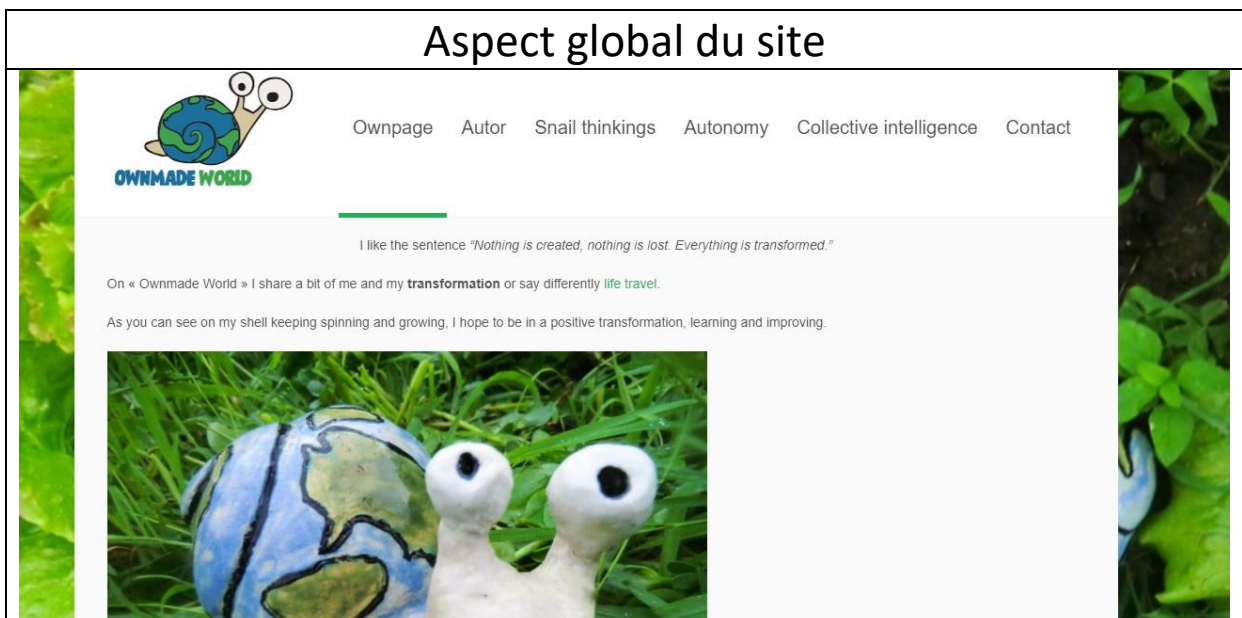 Aspect global du site
OWNMADE WORLD
Ownpage Autor Snail thinkings Autonomy Collective intelligence Contact
I like the sentence “Nothing is created, nothing is lost. Everything is transformed.”
On « Ownmade World » I share a bit of me and my transformation or say differently life travel.
As you can see on my shell keeping spinning and growing, I hope to be in a positive transformation, learning and improving.